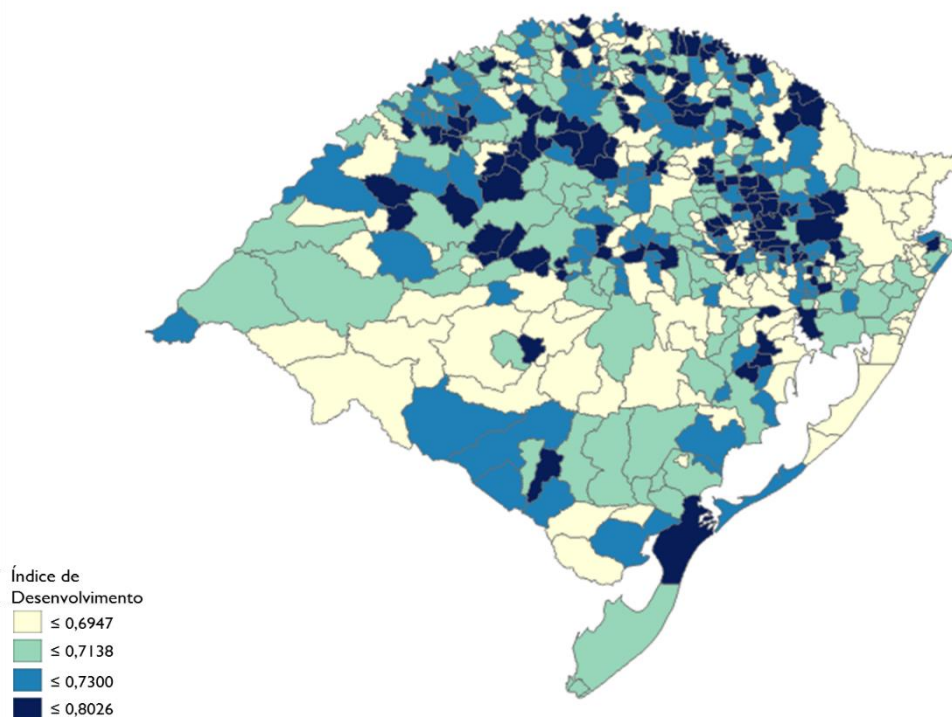 Índice de
Desenvolvimento
≤ 0,6947
≤ 0,7138
≤ 0,7300
≤ 0,8026